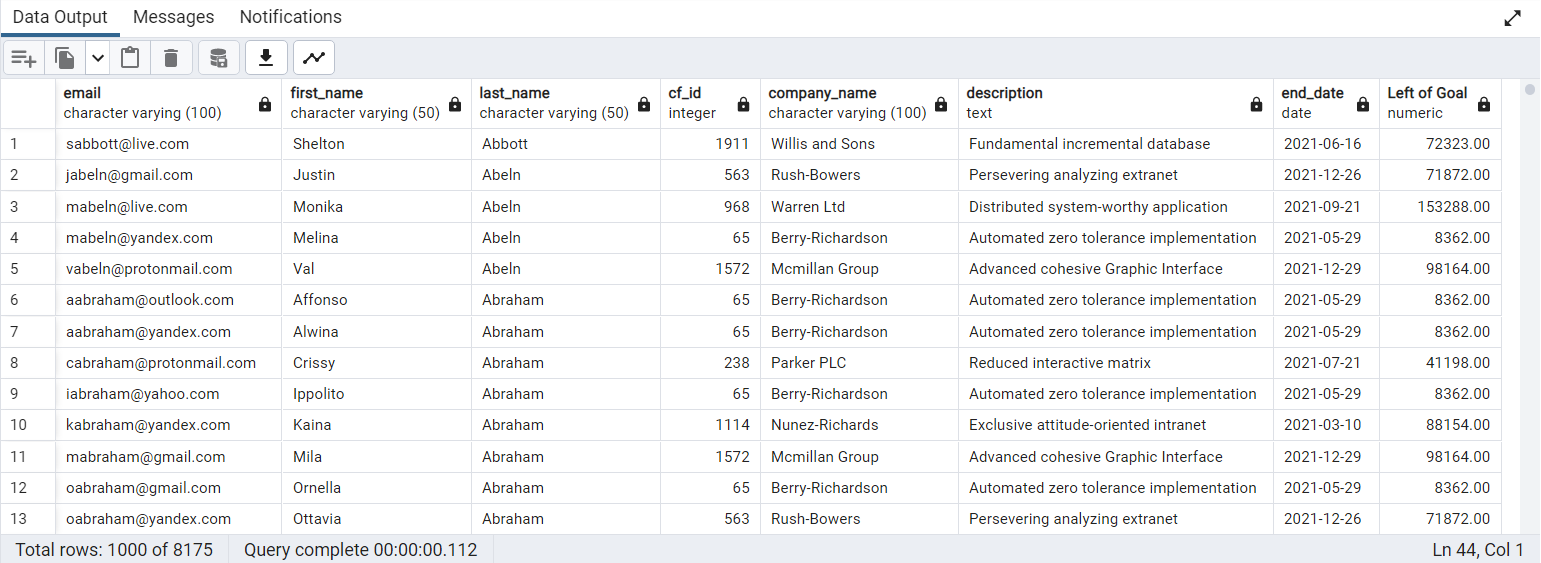 Data Output Messages Notifications
email first_name last_name cf_id company_name description end_date Left of Goal
character varying (100) character varying (50) character varying (50) integer character varying (100) text date numeric
1 sabbott@live.com Shelton Abbott 1911 Willis and Sons Fundamental incremental database 2021-06-16 72323.00
2 jabeln@gmail.com Justin Abeln 563 Rush-Bowers Persevering analyzing extranet 2021-12-26 71872.00
3 mabeln@live.com Monika Abeln 968 Warren Ltd Distributed system-worthy application 2021-09-21 153288.00
4 mabeln@yandex.com Melina Abeln 65 Berry-Richardson Automated zero tolerance implementation 2021-05-29 8362.00
5 vabeln@protonmail.com Val Abeln 1572 Mcmillan Group Advanced cohesive Graphic Interface 2021-12-29 98164.00
6 aabraham@outlook.com Affonso Abraham 65 Berry-Richardson Automated zero tolerance implementation 2021-05-29 8362.00
7 aabraham@yandex.com Alwina Abraham 65 Berry-Richardson Automated zero tolerance implementation 2021-05-29 8362.00
8 cabraham@protonmail.com Crissy Abraham 238 Parker PLC Reduced interactive matrix 2021-07-21 41198.00
9 iabraham@yahoo.com Ippolito Abraham 65 Berry-Richardson Automated zero tolerance implementation 2021-05-29 8362.00
10 kabraham@yandex.com Kaina Abraham 1114 Nunez-Richards Exclusive attitude-oriented intranet 2021-03-10 88154.00
11 mabraham@gmail.com Mila Abraham 1572 Mcmillan Group Advanced cohesive Graphic Interface 2021-12-29 98164.00
12 oabraham@gmail.com Ornella Abraham 65 Berry-Richardson Automated zero tolerance implementation 2021-05-29 8362.00
13 oabraham@yandex.com Ottavia Abraham 563 Rush-Bowers Persevering analyzing extranet 2021-12-26 71872.00
Total rows: 1000 of 8175 Query complete 00:00:00.112 Ln 44, Col 1